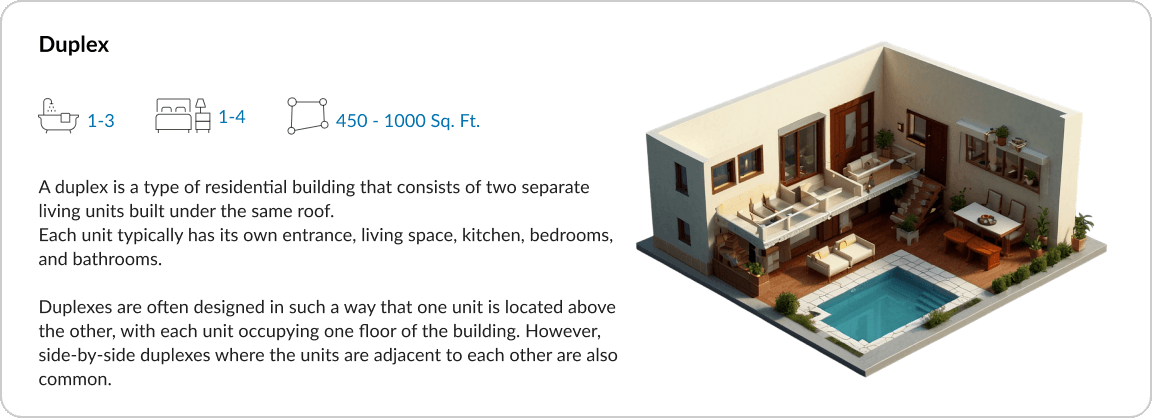 Duplex
1-3
1-4
450 - 1000 Sq. Ft.
A duplex is a type of residential building that consists of two separate
living units built under the same roof.
Each unit typically has its own entrance, living space, kitchen, bedrooms,
and bathrooms.
Duplexes are often designed in such a way that one unit is located above
the other, with each unit occupying one floor of the building. However,
side-by-side duplexes where the units are adjacent to each other are also
common.